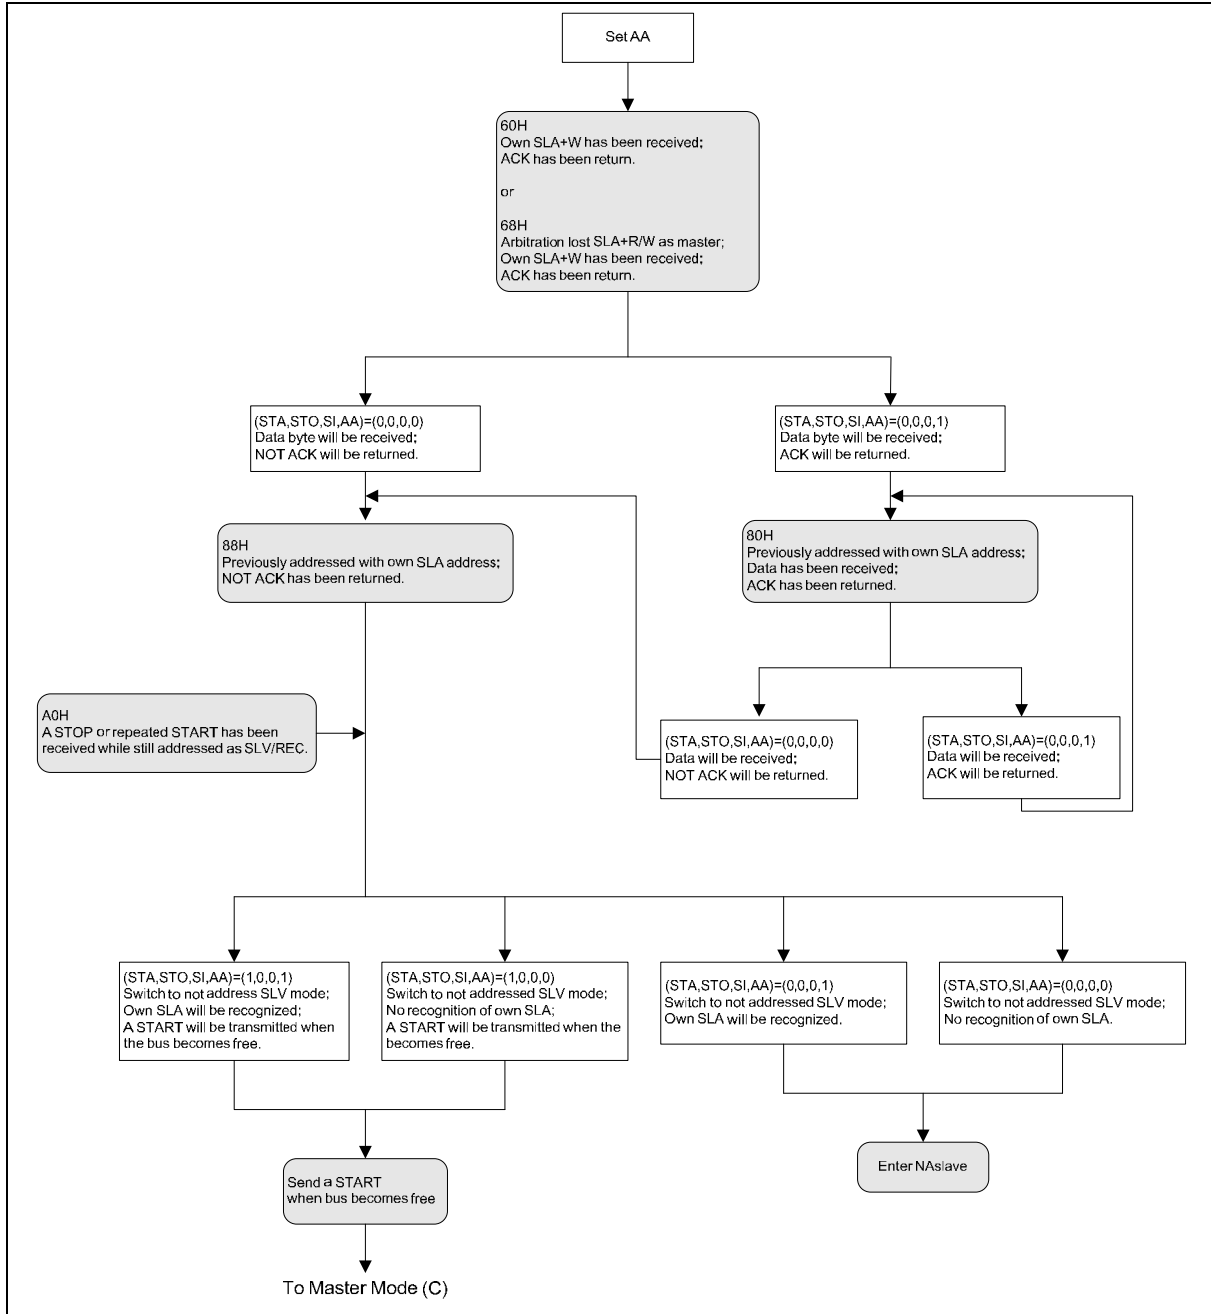 Set AA
60H
Own SLA+W has been received;
ACK has been return.
or
68H
Arbitration lost SLA+R/W as master;
Own SLA+W has been received;
ACK has been return.
(STA,STO,SI,AA)=(0,0,0,0)
Data byte will be received;
NOT ACK will be returned.
(STA,STO,SI,AA)=(0,0,0,1)
Data byte will be received;
ACK will be returned.
88H
Previously addressed with own SLA address;
NOT ACK has been returned.
80H
Previously addressed with own SLA address;
Data has been received;
ACK has been returned.
A0H
A STOP or repeated START has been
received while still addressed as SLV/REC.
(STA,STO,SI,AA)=(0,0,0,0)
Data will be received;
NOT ACK will be returned.
(STA,STO,SI,AA)=(0,0,0,1)
Data will be received;
ACK will be returned.
(STA,STO,SI,AA)=(1,0,0,1)
Switch to not address SLV mode;
Own SLA will be recognized;
A START will be transmitted when
the bus becomes free.
(STA,STO,SI,AA)=(1,0,0,0)
Switch to not addressed SLV mode;
No recognition of own SLA;
A START will be transmitted when the
becomes free.
(STA,STO,SI,AA)=(0,0,0,1)
Switch to not addressed SLV mode;
Own SLA will be recognized.
(STA,STO,SI,AA)=(0,0,0,0)
Switch to not addressed SLV mode;
No recognition of own SLA.
Send a START
when bus becomes free
Enter NAslave
To Master Mode (C)